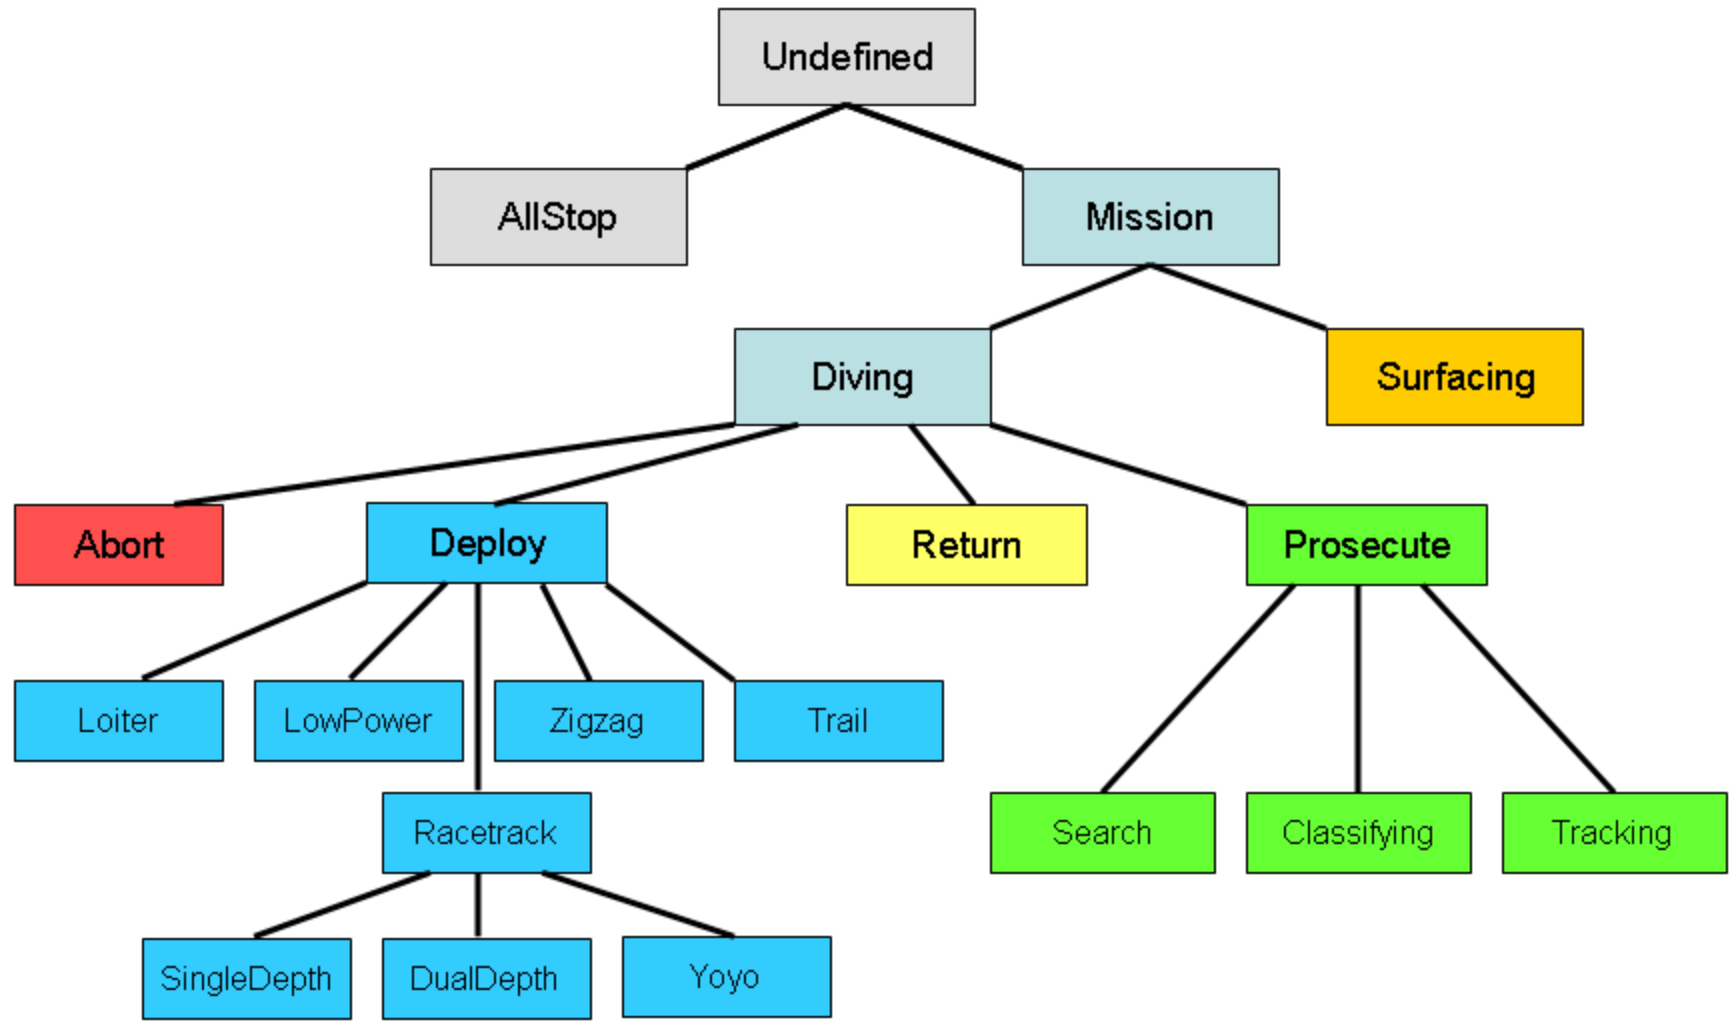 Undefined
AllStop
Mission
Diving
Surfacing
Abort
Deploy
Return
Prosecute
Loiter
LowPower
Zigzag
Trail
Racetrack
Search
Classifying
Tracking
SingleDepth
DualDepth
Yoyo